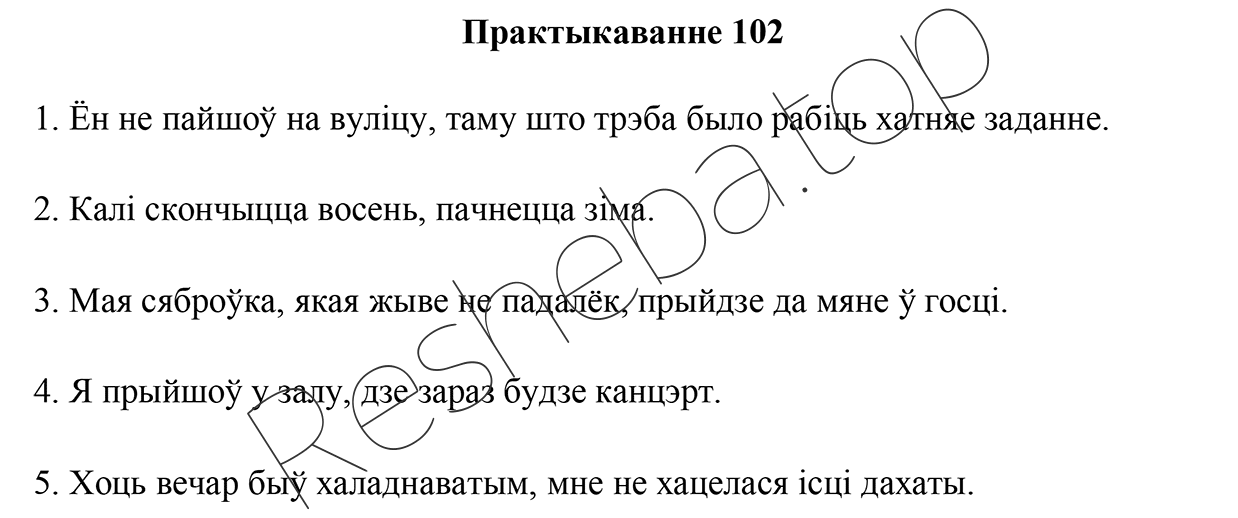 Практыкаванне 102
1. Ён не пайшоў на вуліцу, таму што трэба было рабіць хатняе заданне.
2. Калі скончыцца восень, пачнецца зіма.
3. Мая сяброўка, якая жыве не падалёк, прыйдзе да мяне ў госці.
4. Я прыйшоў у залу, дзе зараз будзе канцэрт.
5. Хоць вечар быў халаднаватым, мне не хацелася ісці дахаты.
Resheba.top